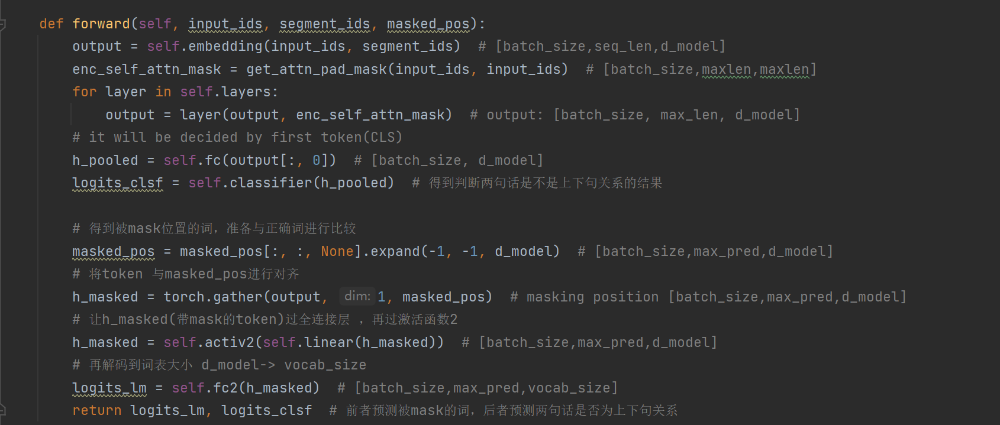 def forward(self, input_ids, segment_ids, masked_pos):
    output = self.embedding(input_ids, segment_ids)  # [batch_size,seq_len,d_model]
    enc_self_attn_mask = get_attn_pad_mask(input_ids, input_ids)  # [batch_size,maxlen,maxlen]
    for layer in self.layers:
        output = layer(output, enc_self_attn_mask)  # output: [batch_size, max_len, d_model]
    # it will be decided by first token(CLS)
    h_pooled = self.fc(output[:, 0])  # [batch_size, d_model]
    logits_clsf = self.classifier(h_pooled)  # 得到判断两句话是不是上下句关系的结果
    # 得到被mask位置的词，准备与正确词进行比较
    masked_pos = masked_pos[:, :, None].expand(-1, -1, d_model)  # [batch_size,max_pred,d_model]
    # 将token 与masked_pos进行对齐
    h_masked = torch.gather(output, dim: 1, masked_pos)  # masking position [batch_size,max_pred,d_model]
    # 让h_masked(带mask的token)过全连接层 ，再过激活函数2
    h_masked = self.activ2(self.linear(h_masked))  # [batch_size,max_pred,d_model]
    # 再解码到词表大小 d_model-> vocab_size
    logits_lm = self.fc2(h_masked)  # [batch_size,max_pred,vocab_size]
    return logits_lm, logits_clsf  # 前者预测被mask的词，后者预测两句话是否为上下句关系